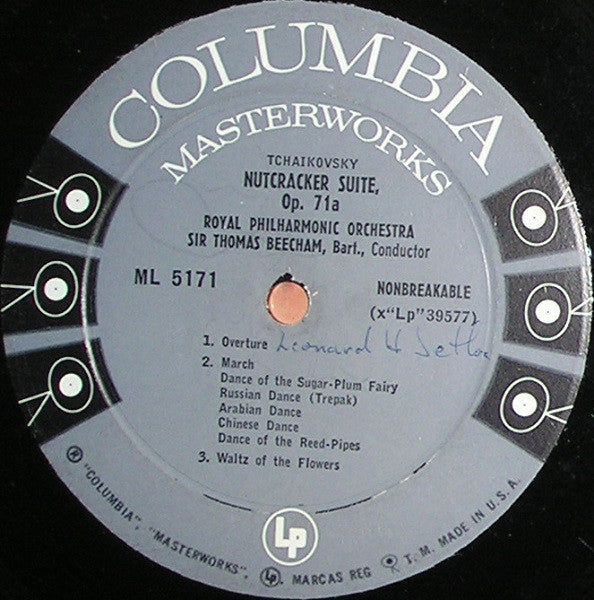 COLUMBIA
MASTERWORKS
TCHAIKOVSKY
NUTCRACKER SUITE,
Op. 71a
ROYAL PHILHARMONIC ORCHESTRA
SIR THOMAS BEECHAM, Bart., Conductor
ML 5171
NONBREAKABLE
(x"Lp"39577)
1. Overture Leonard H
2. March
Dance of the Sugar-Plum Fairy
Russian Dance (Trepak)
Arabian Dance
Chinese Dance
Dance of the Reed-Pipes
3. Waltz of the Flowers
Lp
® "COLUMBIA", "MASTERWORKS", Lp, MARCAS REG T. M. MADE IN U.S.A.